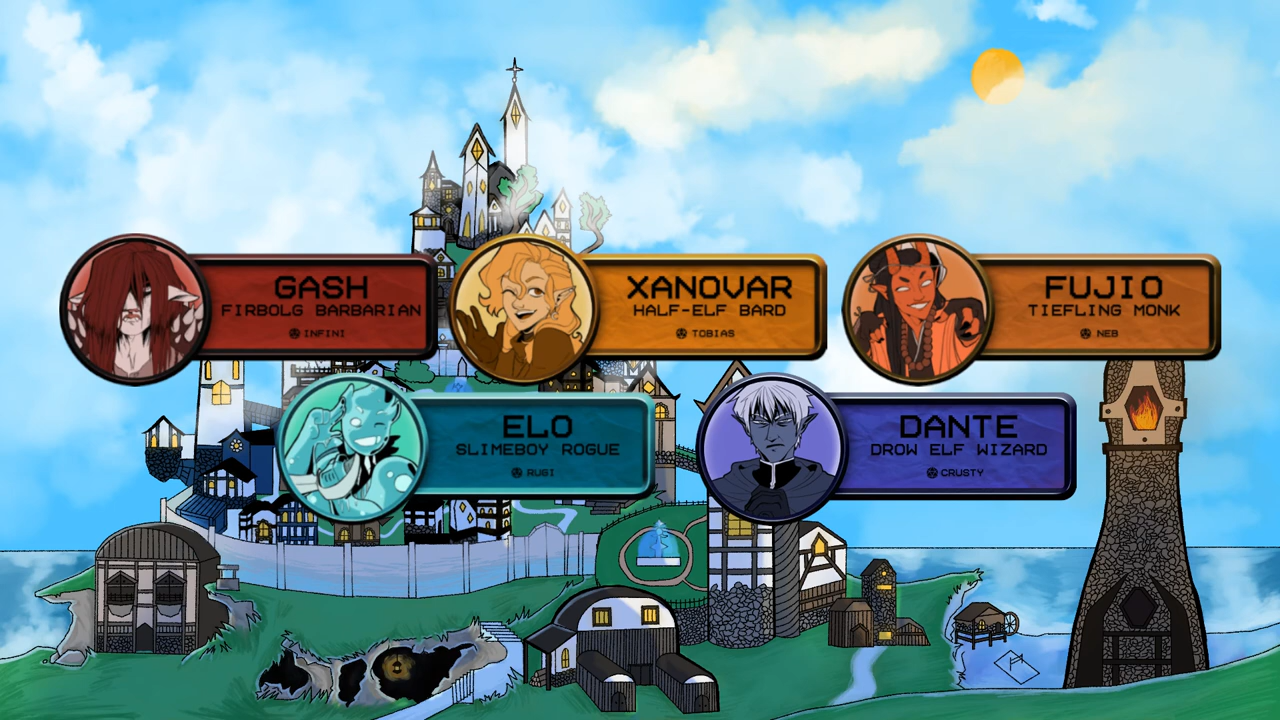 GASH
FIRBOLG BARBARIAN
INFINI
XANOVAR
HALF-ELF BARD
TOBIAS
FUJIO
TIEFLING MONK
NEB
ELO
SLIMEBOY ROGUE
RUBI
DANTE
DROW ELF WIZARD
CRUSTY